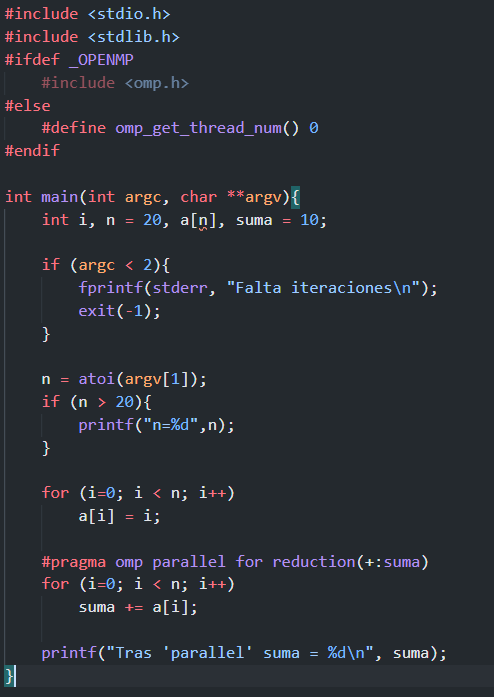 #include <stdio.h>
#include <stdlib.h>
#ifdef _OPENMP
    #include <omp.h>
#else
    #define omp_get_thread_num() 0
#endif

int main(int argc, char **argv){
    int i, n = 20, a[n], suma = 10;

    if (argc < 2){
        fprintf(stderr, "Falta iteraciones\n");
        exit(-1);
    }

    n = atoi(argv[1]);
    if (n > 20){
        printf("n=%d",n);
    }

    for (i=0; i < n; i++)
        a[i] = i;

    #pragma omp parallel for reduction(+:suma)
    for (i=0; i < n; i++)
        suma += a[i];

    printf("Tras 'parallel' suma = %d\n", suma);
}